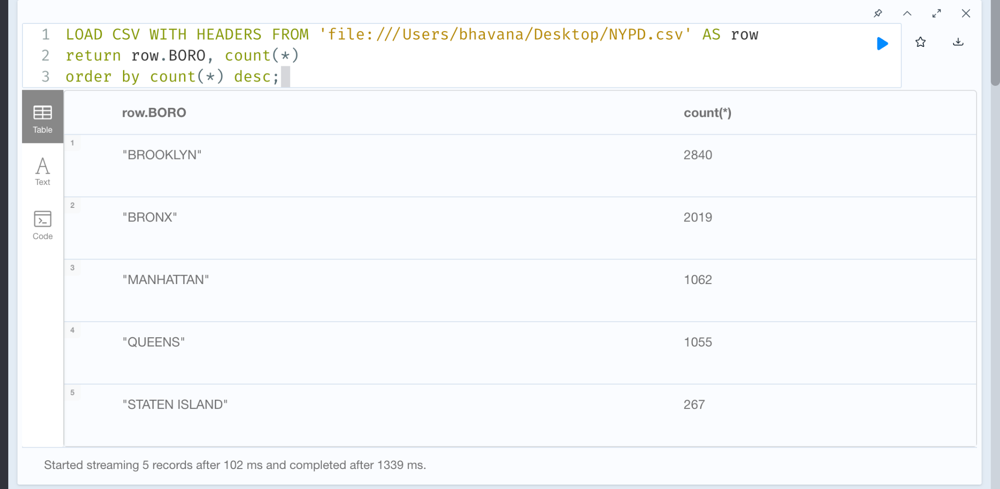 1 LOAD CSV WITH HEADERS FROM 'file:///Users/bhavana/Desktop/NYPD.csv' AS row
2 return row.BORO, count(*)
3 order by count(*) desc;
Table
row.BORO count(*)
1 "BROOKLYN" 2840
Text
2 "BRONX" 2019
Code
3 "MANHATTAN" 1062
4 "QUEENS" 1055
5 "STATEN ISLAND" 267
Started streaming 5 records after 102 ms and completed after 1339 ms.